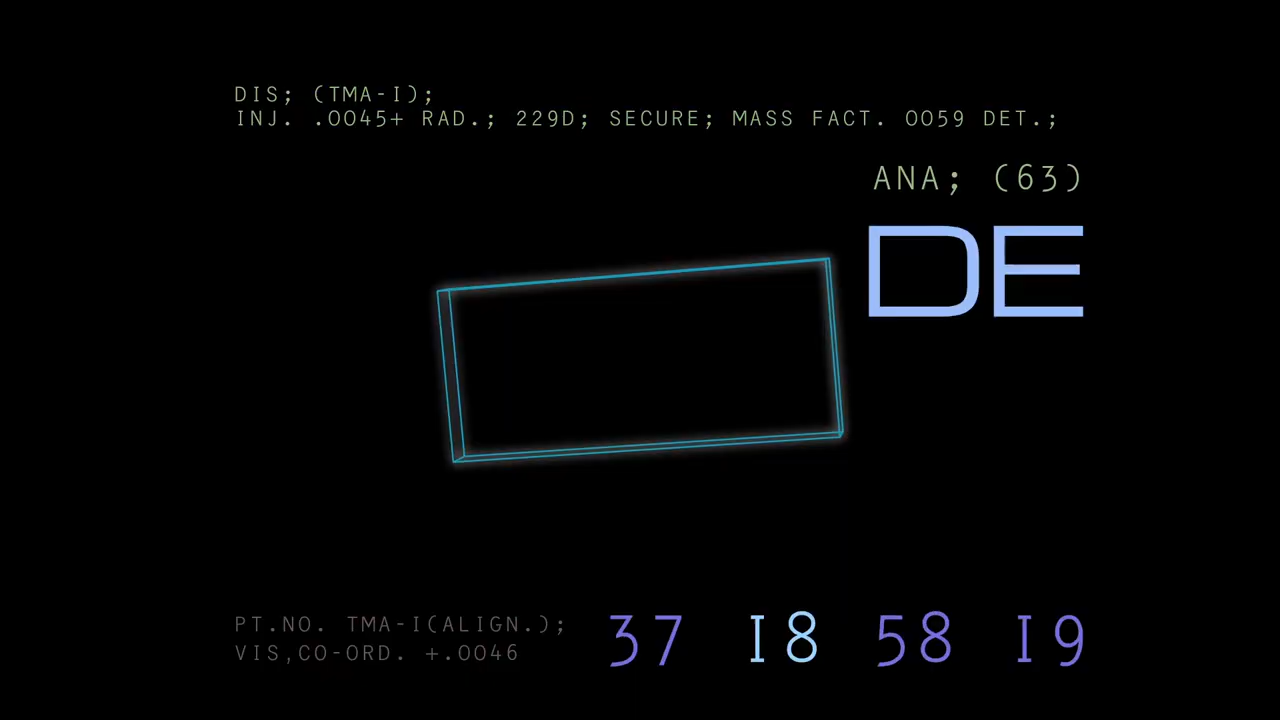 DIS; (TMA-I);
INJ. .0045+ RAD.; 229D; SECURE; MASS FACT. 0059 DET.;
ANA; (63)
DE
PT.NO. TMA-I(ALIGN.);
VIS,CO-ORD. +.0046
37 I8 58 I9